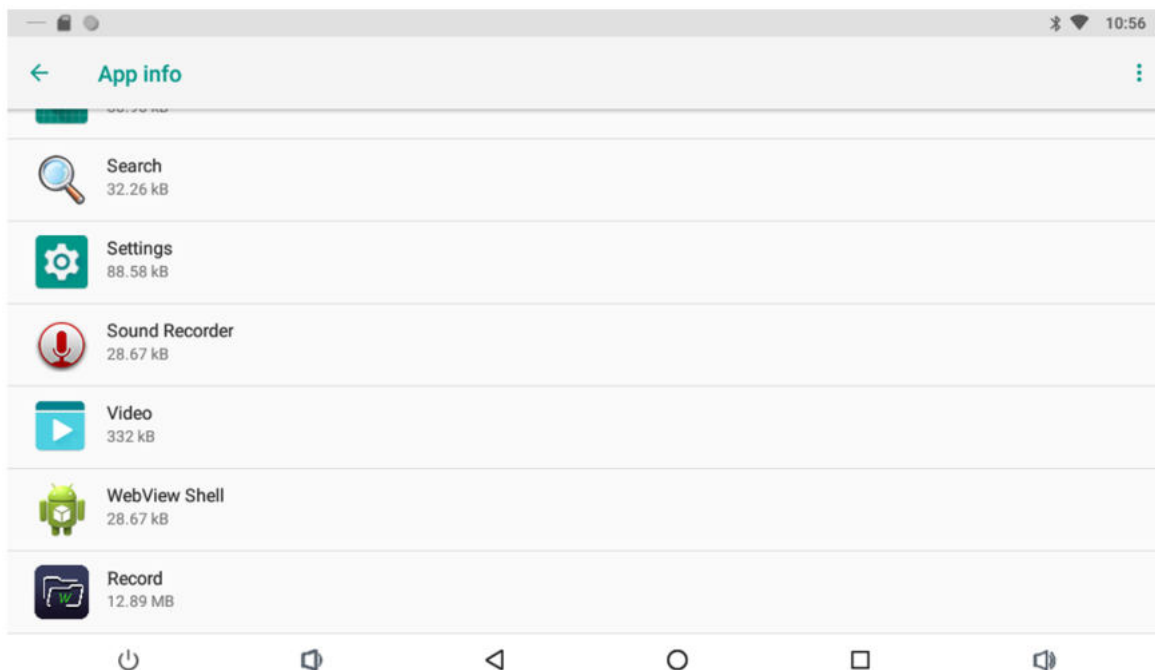 10:56
App info
Search
32.26 kB
Settings
88.58 kB
Sound Recorder
28.67 kB
Video
332 kB
WebView Shell
28.67 kB
Record
12.89 MB
W